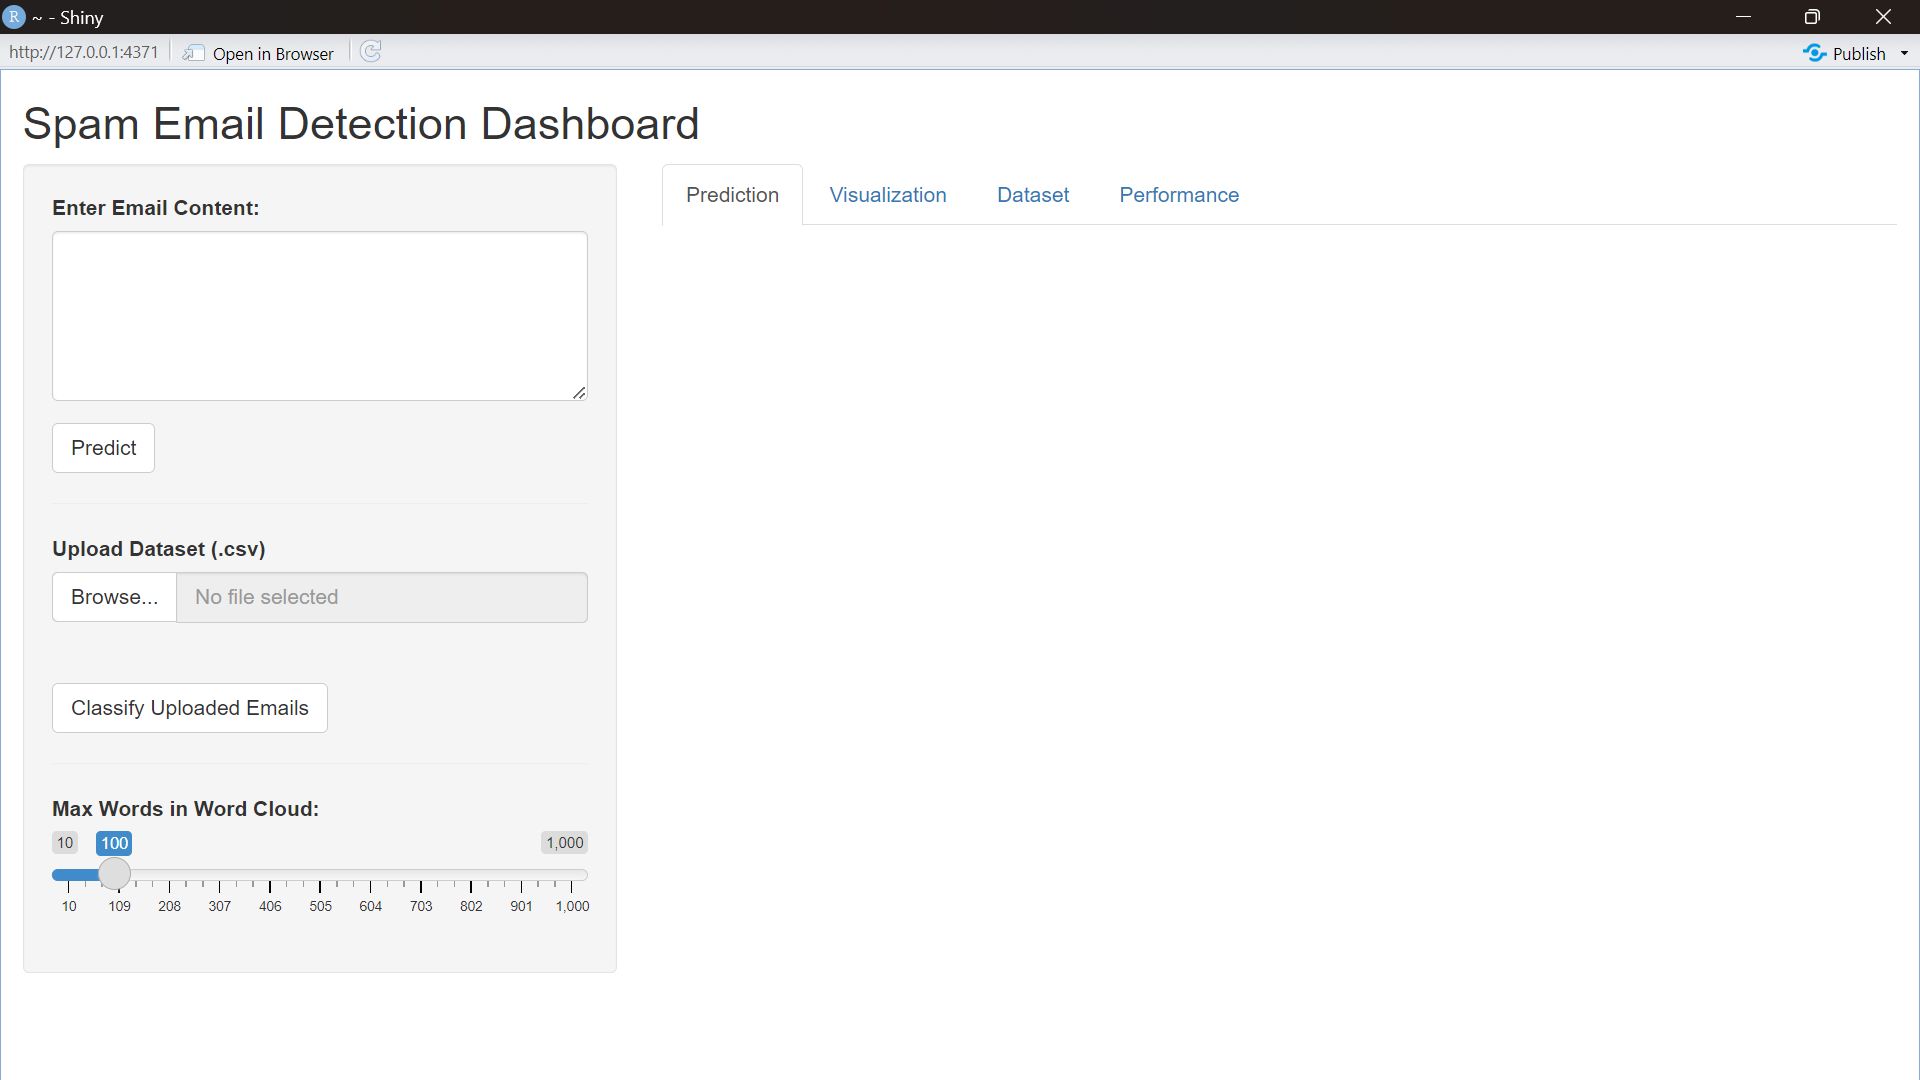 R ~ - Shiny
http://127.0.0.1:4371 Open in Browser Publish
Spam Email Detection Dashboard
Enter Email Content:
Predict
Upload Dataset (.csv)
Browse... No file selected
Classify Uploaded Emails
Max Words in Word Cloud:
10 100 1,000
10 109 208 307 406 505 604 703 802 901 1,000
Prediction Visualization Dataset Performance